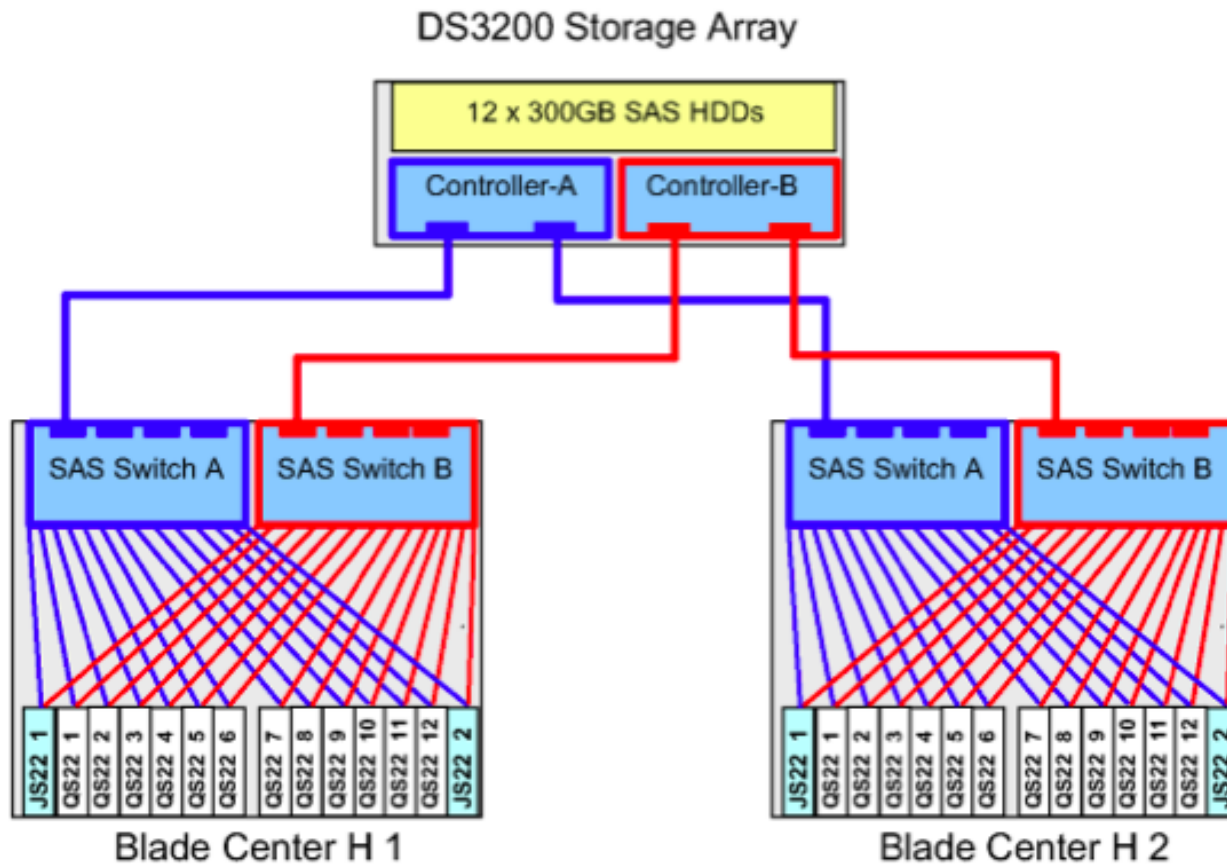 DS3200 Storage Array
12 x 300GB SAS HDDs
Controller-A
Controller-B
SAS Switch A
SAS Switch B
SAS Switch A
SAS Switch B
JS22 1
QS22 1
QS22 2
QS22 3
QS22 4
QS22 5
QS22 6
QS22 7
QS22 8
QS22 9
QS22 10
QS22 11
QS22 12
JS22 2
JS22 1
QS22 1
QS22 2
QS22 3
QS22 4
QS22 5
QS22 6
QS22 7
QS22 8
QS22 9
QS22 10
QS22 11
QS22 12
JS22 2
Blade Center H 1
Blade Center H 2